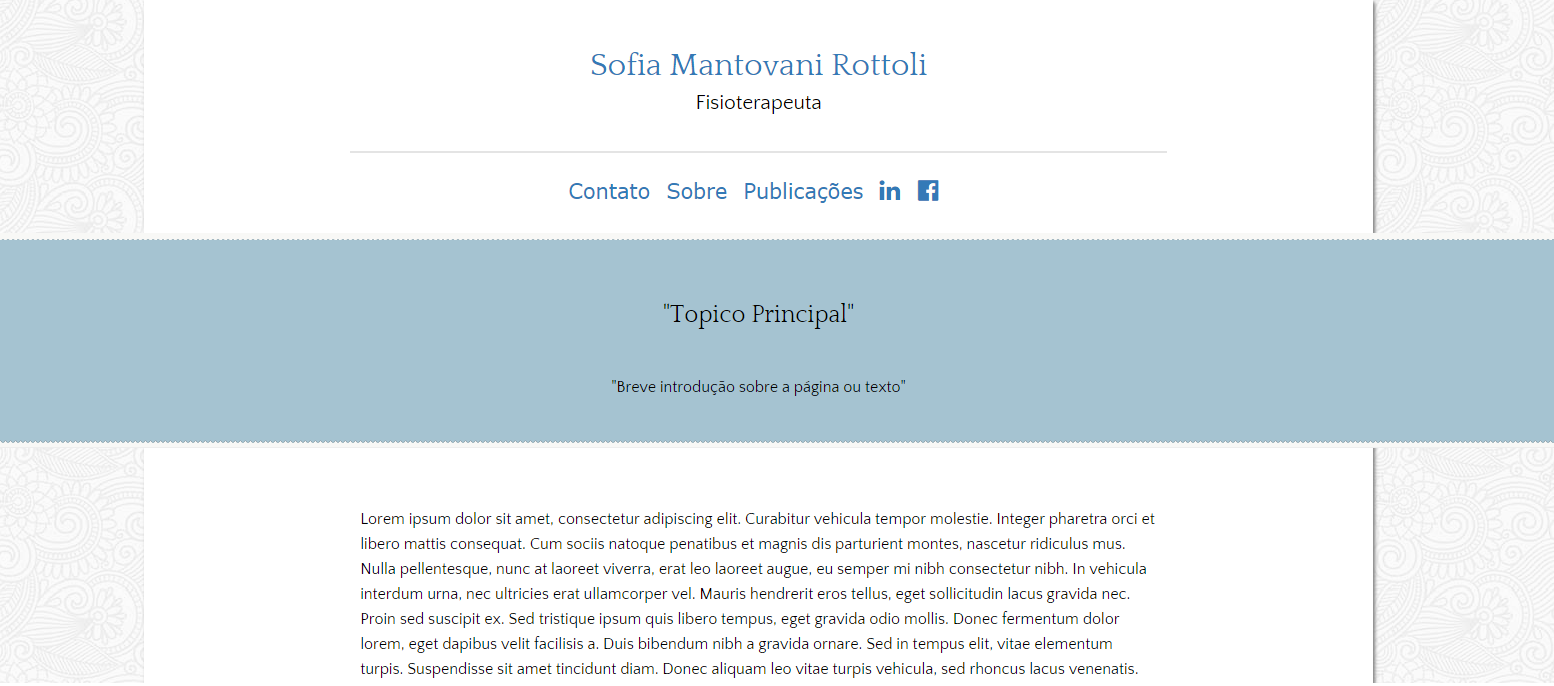 Sofia Mantovani Rottoli
Fisioterapeuta
Contato Sobre Publicações in f
"Topico Principal"
"Breve introdução sobre a página ou texto"
Lorem ipsum dolor sit amet, consectetur adipiscing elit. Curabitur vehicula tempor molestie. Integer pharetra orci et
libero mattis consequat. Cum sociis natoque penatibus et magnis dis parturient montes, nascetur ridiculus mus.
Nulla pellentesque, nunc at laoreet viverra, erat leo laoreet augue, eu semper mi nibh consectetur nibh. In vehicula
interdum urna, nec ultricies erat ullamcorper vel. Mauris hendrerit eros tellus, eget sollicitudin lacus gravida nec.
Proin sed suscipit ex. Sed tristique ipsum quis libero tempus, eget gravida odio mollis. Donec fermentum dolor
lorem, eget dapibus velit facilisis a. Duis bibendum nibh a gravida ornare. Sed in tempus elit, vitae elementum
turpis. Suspendisse sit amet tincidunt diam. Donec aliquam leo vitae turpis vehicula, sed rhoncus lacus venenatis.